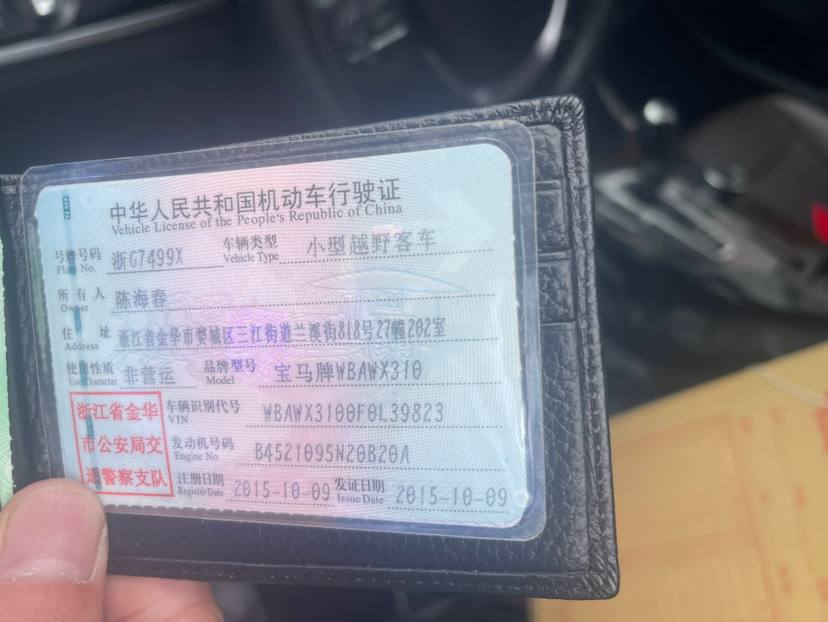 中华人民共和国机动车行驶证
Vehicle License of the People's Republic of China
号牌号码 浙G7499X 车辆类型 小型越野客车
Plate No. Vehicle Type
所有人 陈海春
Owner
住址 浙江省金华市婺城区三江街道兰溪街818号27幢202室
Address
使用性质 非营运 品牌型号 宝马牌WBAWX310
Use Character Model
浙江省金华 车辆识别代号 WBAWX3100F0L39823
VIN
市公安局交 发动机号码 B4521095N20B20A
Engine No.
通警察支队 注册日期 2015-10-09 发证日期 2015-10-09
Register Date Issue Date